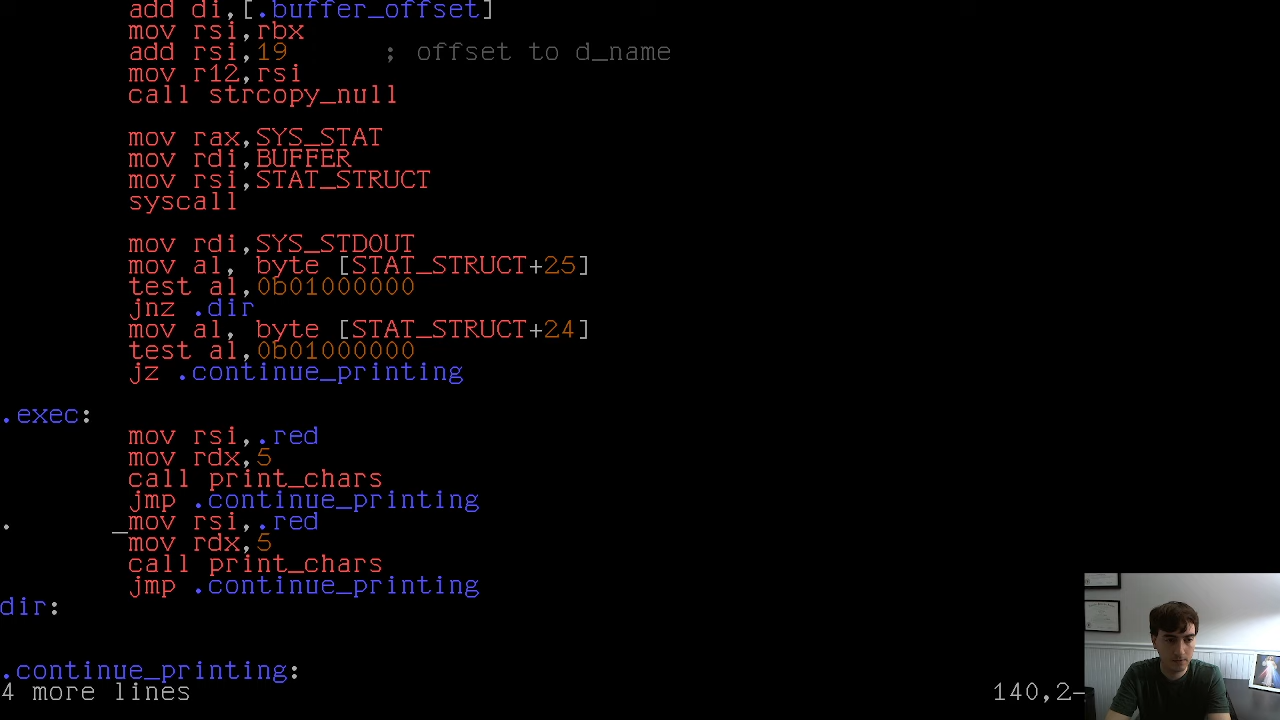 add di,[.buffer_offset]
mov rsi,rbx
add rsi,19      ; offset to d_name
mov r12,rsi
call strcopy_null
mov rax,SYS_STAT
mov rdi,BUFFER
mov rsi,STAT_STRUCT
syscall
mov rdi,SYS_STDOUT
mov al, byte [STAT_STRUCT+25]
test al,0b01000000
jnz .dir
mov al, byte [STAT_STRUCT+24]
test al,0b01000000
jz .continue_printing
.exec:
mov rsi,.red
mov rdx,5
call print_chars
jmp .continue_printing
.       mov rsi,.red
mov rdx,5
call print_chars
jmp .continue_printing
dir:
.continue_printing:
4 more lines 140,2-